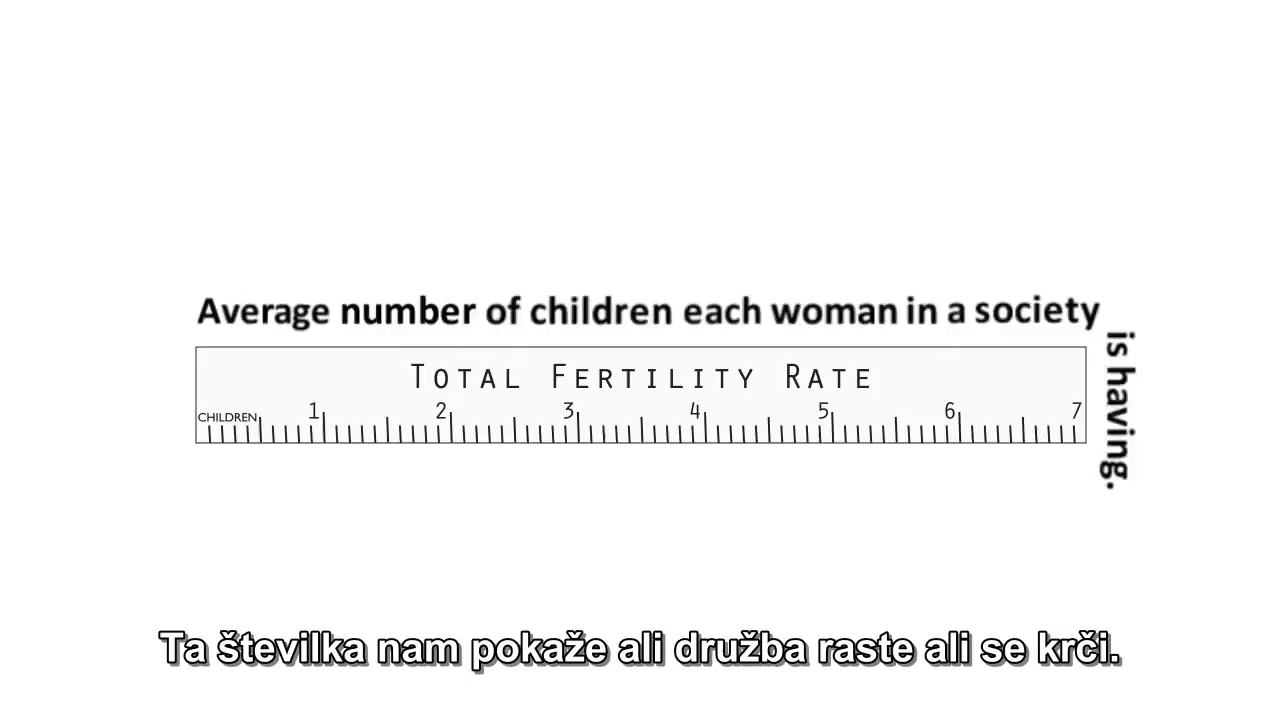 Average number of children each woman in a society
is having.
TOTAL FERTILITY RATE
CHILDREN 1 2 3 4 5 6 7
Ta številka nam pokaže ali družba raste ali se krči.